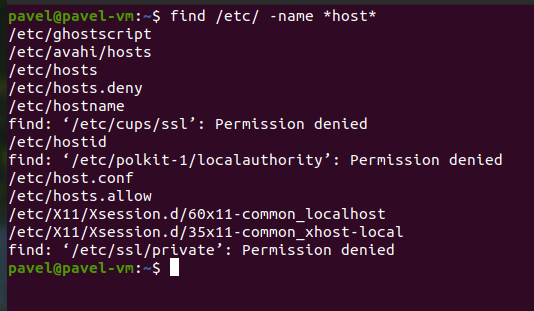 pavel@pavel-vm:~$ find /etc/ -name *host*
/etc/ghostscript
/etc/avahi/hosts
/etc/hosts
/etc/hosts.deny
/etc/hostname
find: ‘/etc/cups/ssl’: Permission denied
/etc/hostid
find: ‘/etc/polkit-1/localauthority’: Permission denied
/etc/host.conf
/etc/hosts.allow
/etc/X11/Xsession.d/60x11-common_localhost
/etc/X11/Xsession.d/35x11-common_xhost-local
find: ‘/etc/ssl/private’: Permission denied
pavel@pavel-vm:~$